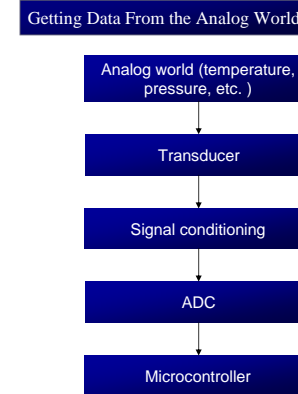 Getting Data From the Analog World
Analog world (temperature,
pressure, etc. )
Transducer
Signal conditioning
ADC
Microcontroller